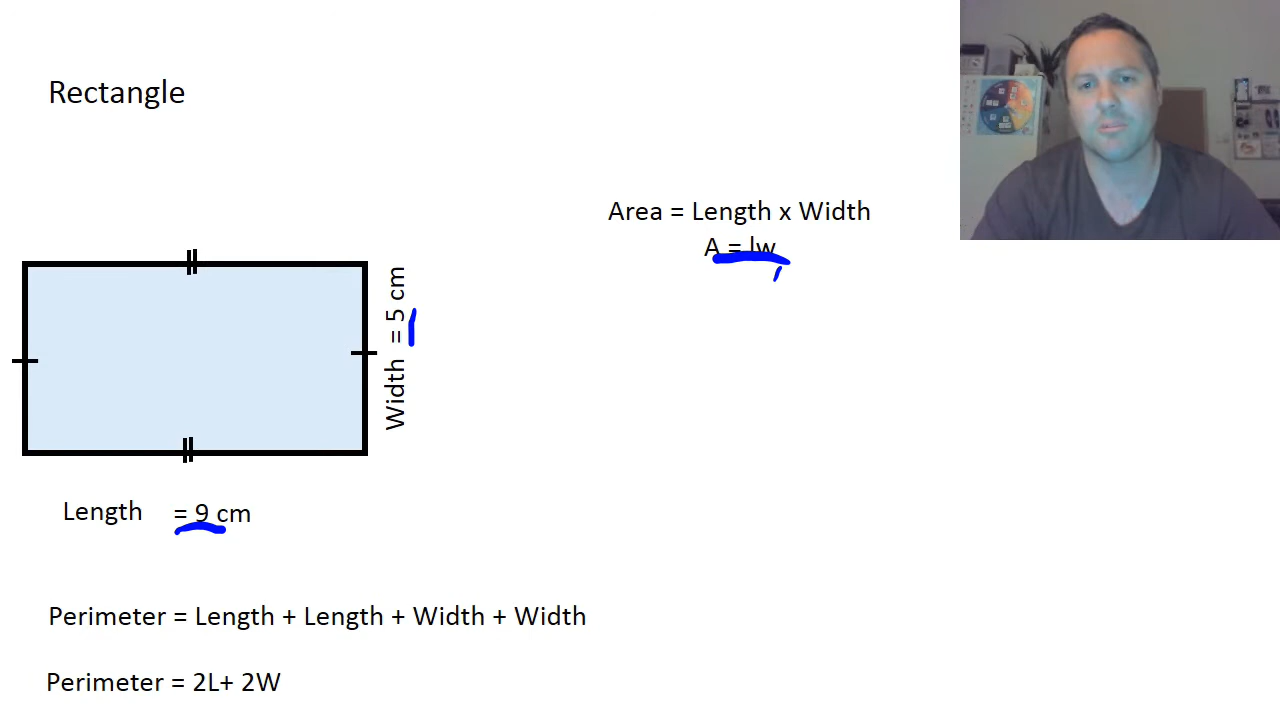 Rectangle
Area = Length x Width
A = lw
Width = 5 cm
Length = 9 cm
Perimeter = Length + Length + Width + Width
Perimeter = 2L+ 2W